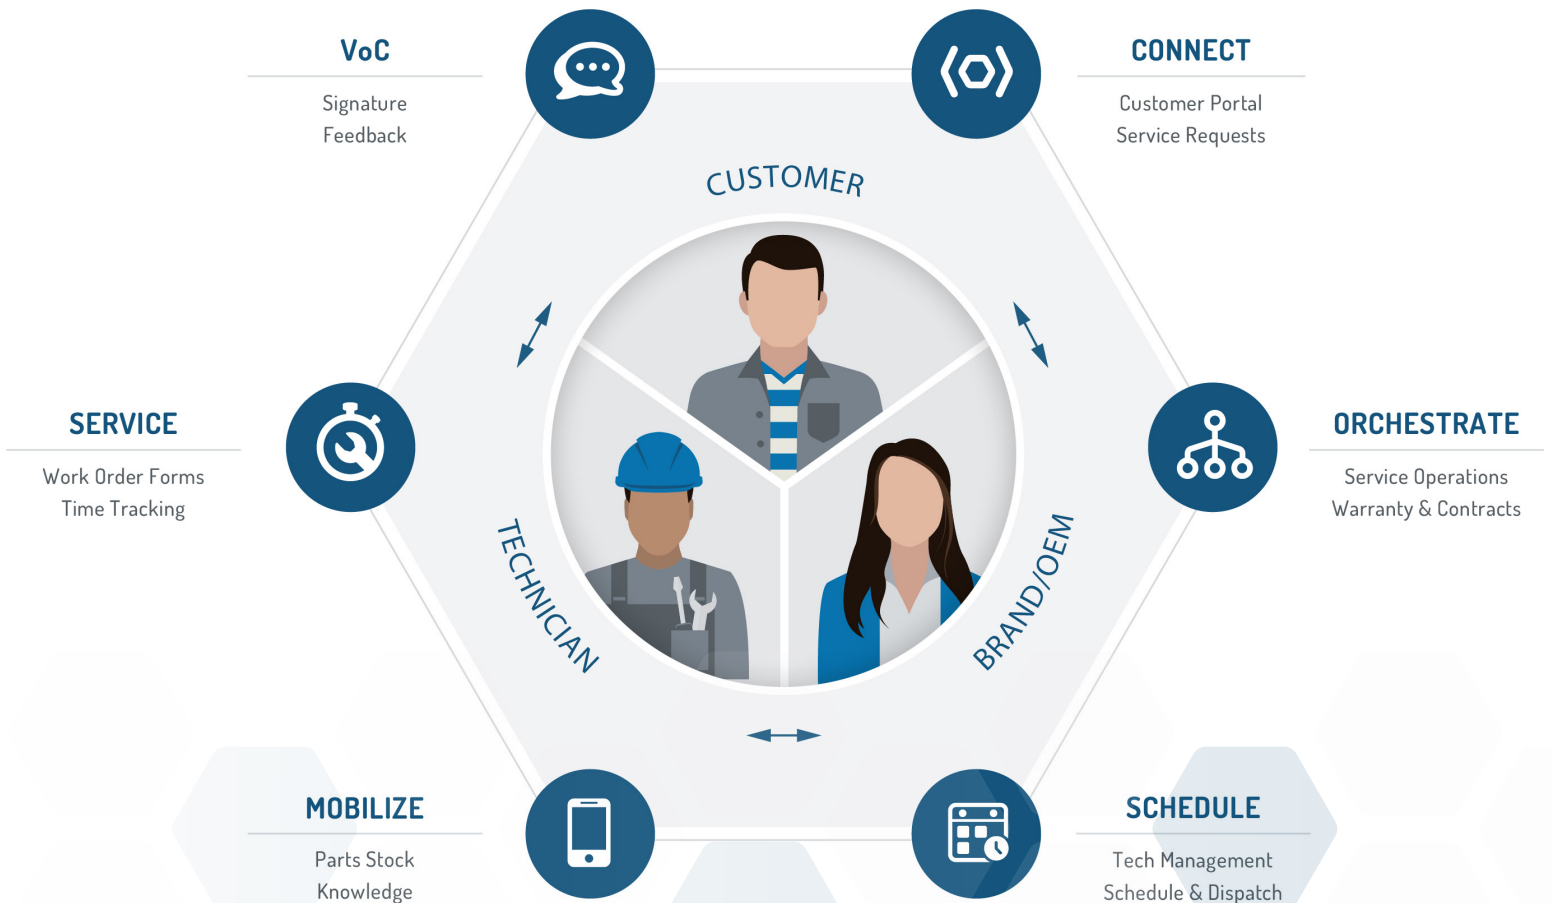 VoC
Signature
Feedback
CONNECT
Customer Portal
Service Requests
CUSTOMER
SERVICE
Work Order Forms
Time Tracking
ORCHESTRATE
Service Operations
Warranty & Contracts
TECHNICIAN
BRAND/OEM
MOBILIZE
Parts Stock
Knowledge
SCHEDULE
Tech Management
Schedule & Dispatch